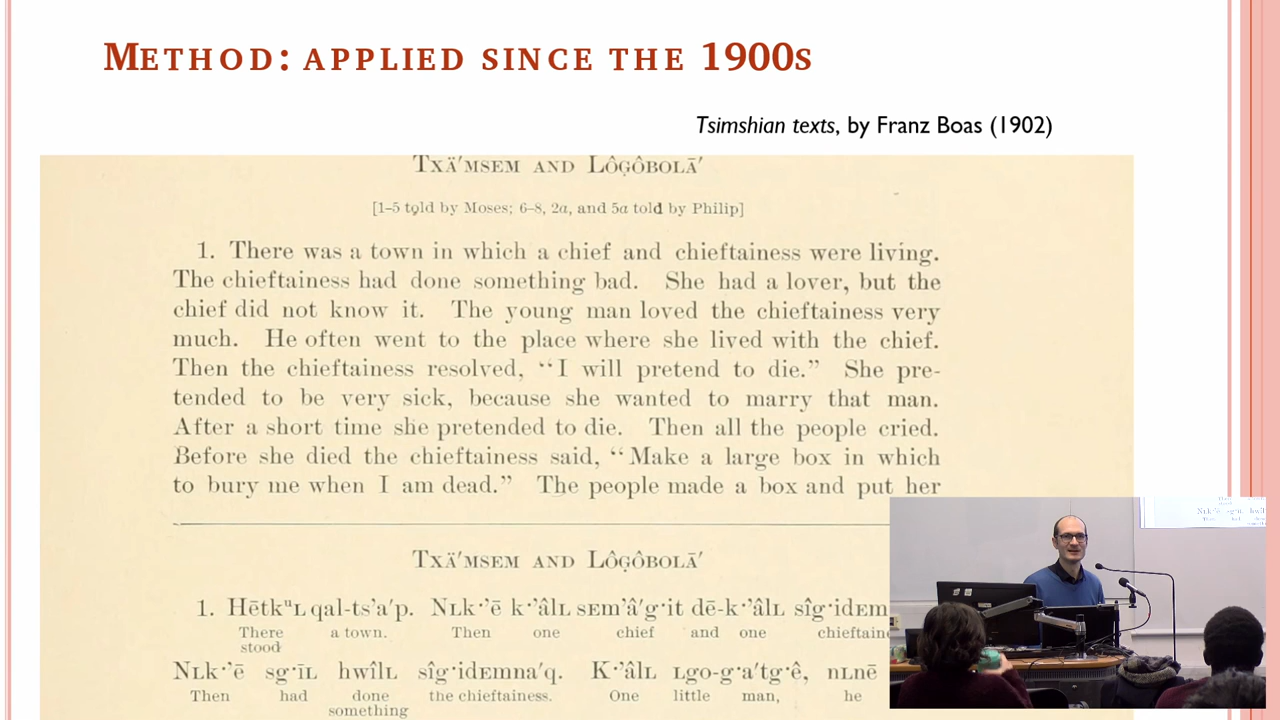 METHOD: APPLIED SINCE THE 1900S
Tsimshian texts, by Franz Boas (1902)
TXÄ'MSEM AND LÔGÔBOLĀ'
[1–5 told by Moses; 6–8, 2a, and 5a told by Philip]
1. There was a town in which a chief and chieftainess were living.
The chieftainess had done something bad. She had a lover, but the
chief did not know it. The young man loved the chieftainess very
much. He often went to the place where she lived with the chief.
Then the chieftainess resolved, “I will pretend to die.” She pre-
tended to be very sick, because she wanted to marry that man.
After a short time she pretended to die. Then all the people cried.
Before she died the chieftainess said, “Make a large box in which
to bury me when I am dead.” The people made a box and put her
TXÄ'MSEM AND LÔGÔBOLĀ'
1. Hētkᵘʟ qal-ts’a′p. Nʟk·’ē k·’âlʟ sᴇm’â′g·it dē-k·’âlʟ sîg·idᴇm
There a town. Then one chief and one chieftain
stood
Nʟk·’ē sg·īʟ hwîlʟ sîg·idᴇmna′q. K·’âlʟ ʟgo-g·a′tg·ê, nʟnē
Then had done the chieftainess. One little man, he
something